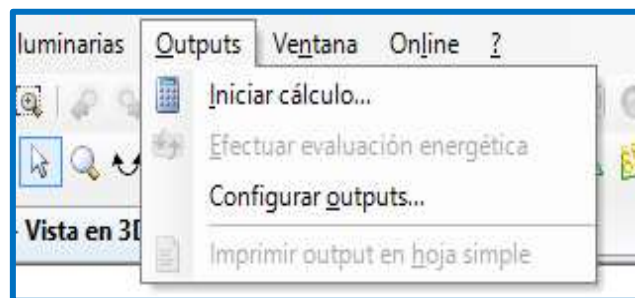 luminarias Outputs Ventana Online ?
Iniciar cálculo...
Efectuar evaluación energética
Configurar outputs...
Vista en 3D
Imprimir output en hoja simple